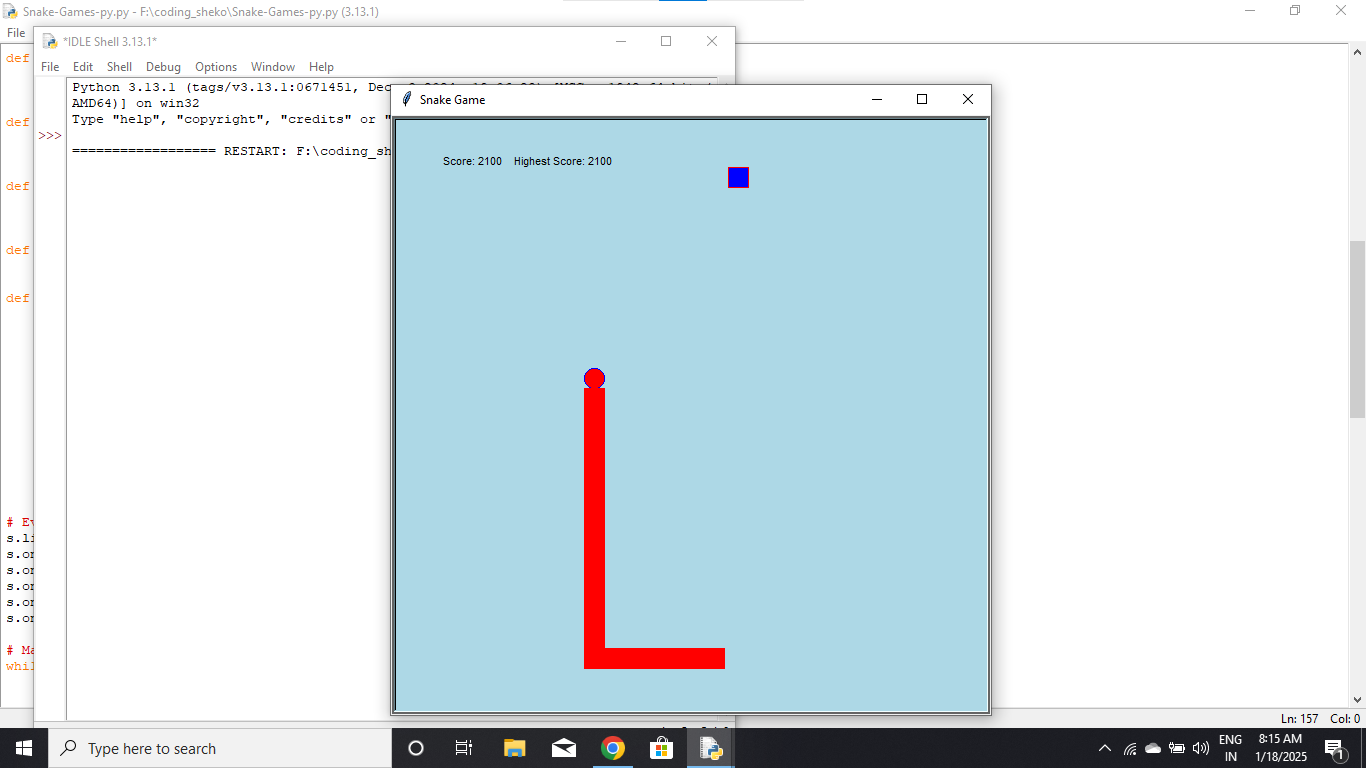 Snake-Games-py.py - F:\coding_sheko\Snake-Games-py.py (3.13.1)
File
*IDLE Shell 3.13.1*
File Edit Shell Debug Options Window Help
def
def
def
def
def
# Ev
s.li
s.on
s.on
s.on
s.on
s.on
# Ma
whil
Python 3.13.1 (tags/v3.13.1:0671451, Dec
AMD64)] on win32
Type "help", "copyright", "credits" or "
>>>
================== RESTART: F:\coding_sh
Snake Game
Score: 2100 Highest Score: 2100
Ln: 157 Col: 0
Type here to search
ENG
IN
8:15 AM
1/18/2025
1